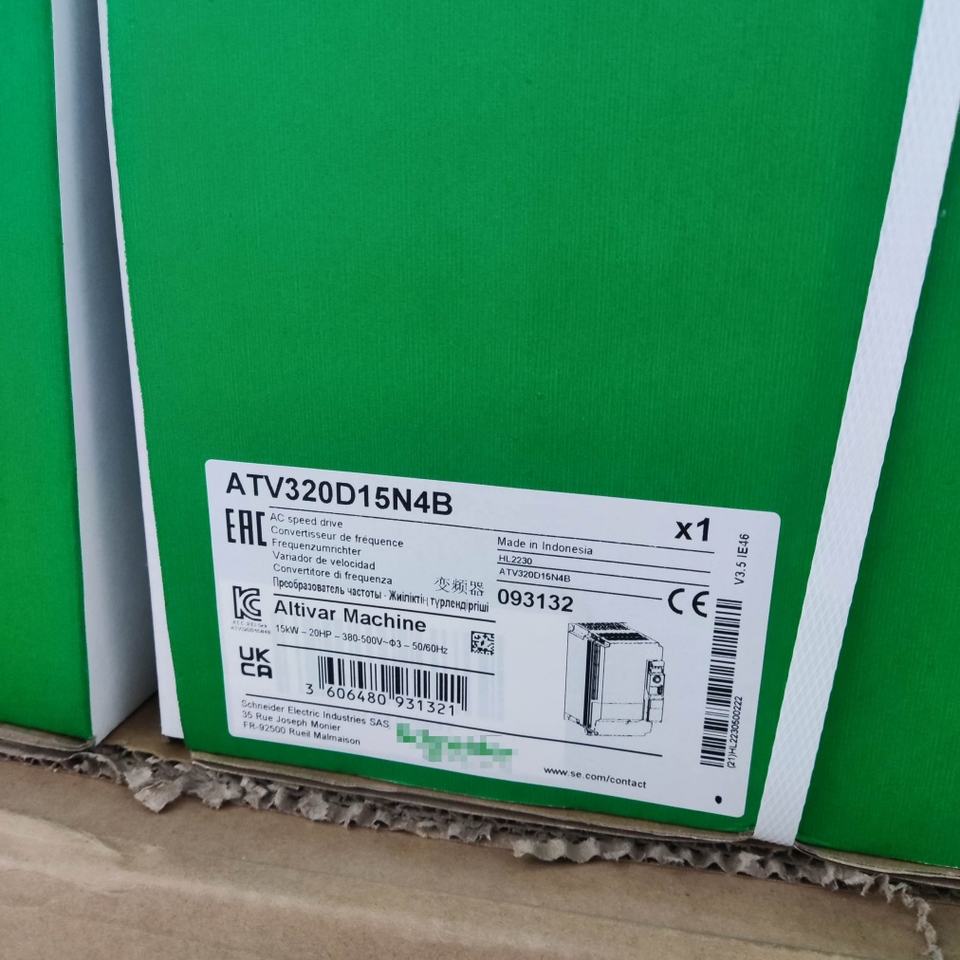 ATV320D15N4B
x1
EAC
AC speed drive
Convertisseur de fréquence
Frequenzumrichter
Variador de velocidad
Convertitore di frequenza
变频器
Преобразователь частоты - Жиіліктің түрлендіргіші
Made in Indonesia
HL2230
ATV320D15N4B
093132
CE
V3.5 IE46
Altivar Machine
15kW – 20HP – 380-500V~Φ3 – 50/60Hz
UK
CA
3 606480 931321
Schneider Electric Industries SAS
35 Rue Joseph Monier
FR-92500 Rueil Malmaison
www.se.com/contact
(21)HL2230500222